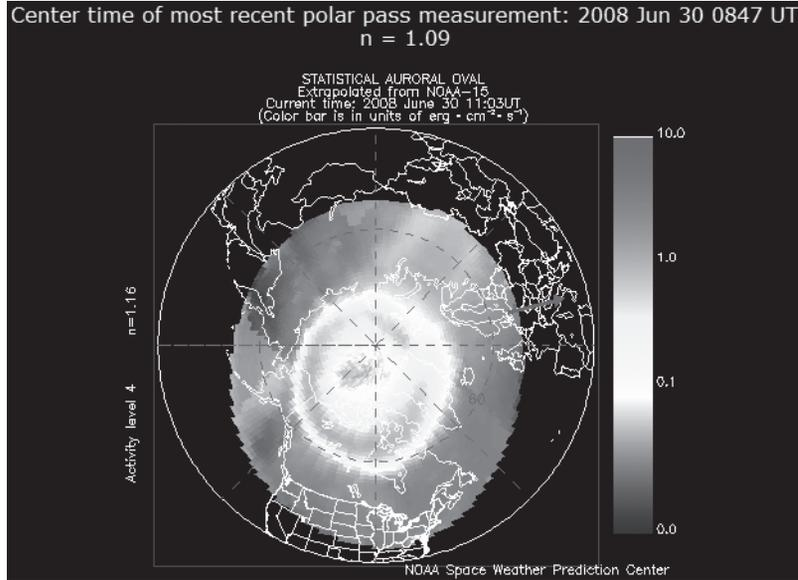 Center time of most recent polar pass measurement: 2008 Jun 30 0847 UT
n = 1.09
STATISTICAL AURORAL OVAL
Extrapolated from NOAA-15
Current time: 2008 June 30 11:03UT
(Color bar is in units of erg · cm⁻² · s⁻¹)
10.0
1.0
0.1
0.0
n=1.16
Activity level 4
60
NOAA Space Weather Prediction Center